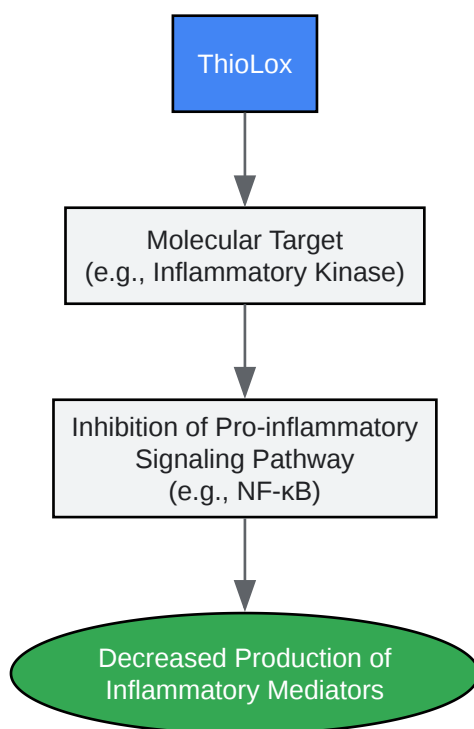 ThioLox
Molecular Target
(e.g., Inflammatory Kinase)
Inhibition of Pro-inflammatory
Signaling Pathway
(e.g., NF-κB)
Decreased Production of
Inflammatory Mediators